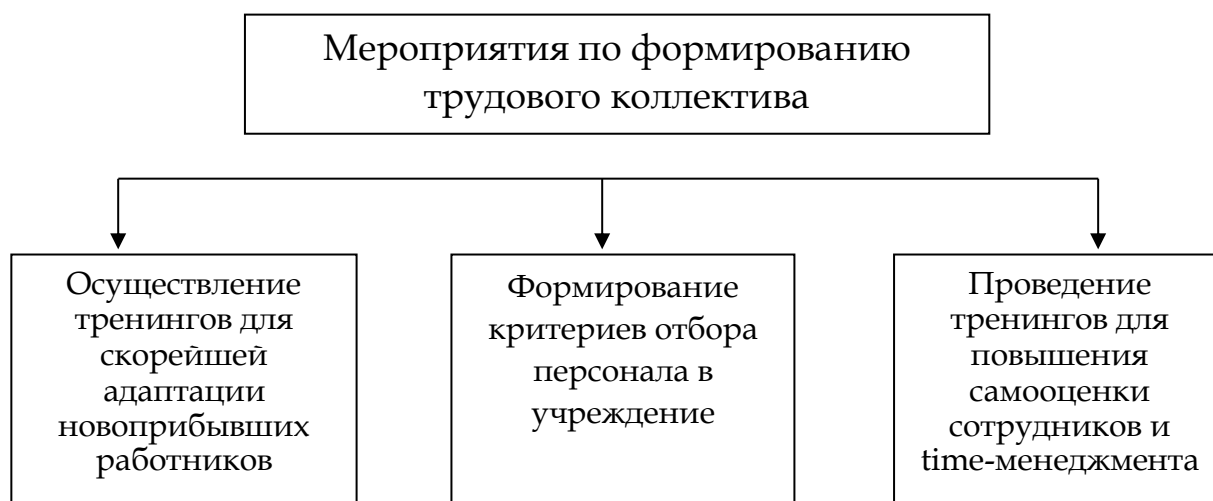 Мероприятия по формированию
трудового коллектива
Осуществление
тренингов для
скорейшей
адаптации
новоприбывших
работников
Формирование
критериев отбора
персонала в
учреждение
Проведение
тренингов для
повышения
самооценки
сотрудников и
time-менеджмента